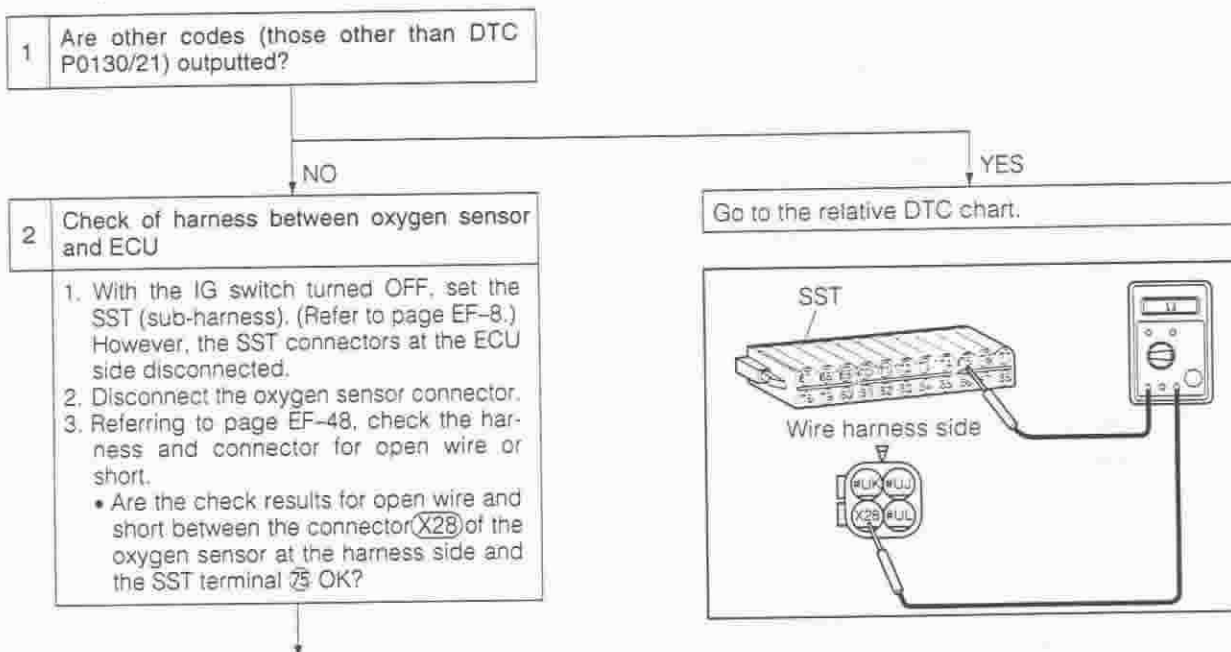 1
Are other codes (those other than DTC
P0130/21) outputted?
NO
YES
2
Check of harness between oxygen sensor
and ECU
1. With the IG switch turned OFF, set the
SST (sub-harness). (Refer to page EF–8.)
However, the SST connectors at the ECU
side disconnected.
2. Disconnect the oxygen sensor connector.
3. Referring to page EF–48, check the har-
ness and connector for open wire or
short.
• Are the check results for open wire and
short between the connector X28 of the
oxygen sensor at the harness side and
the SST terminal 75 OK?
Go to the relative DTC chart.
SST
Wire harness side
#UK #UJ
X28 #UL